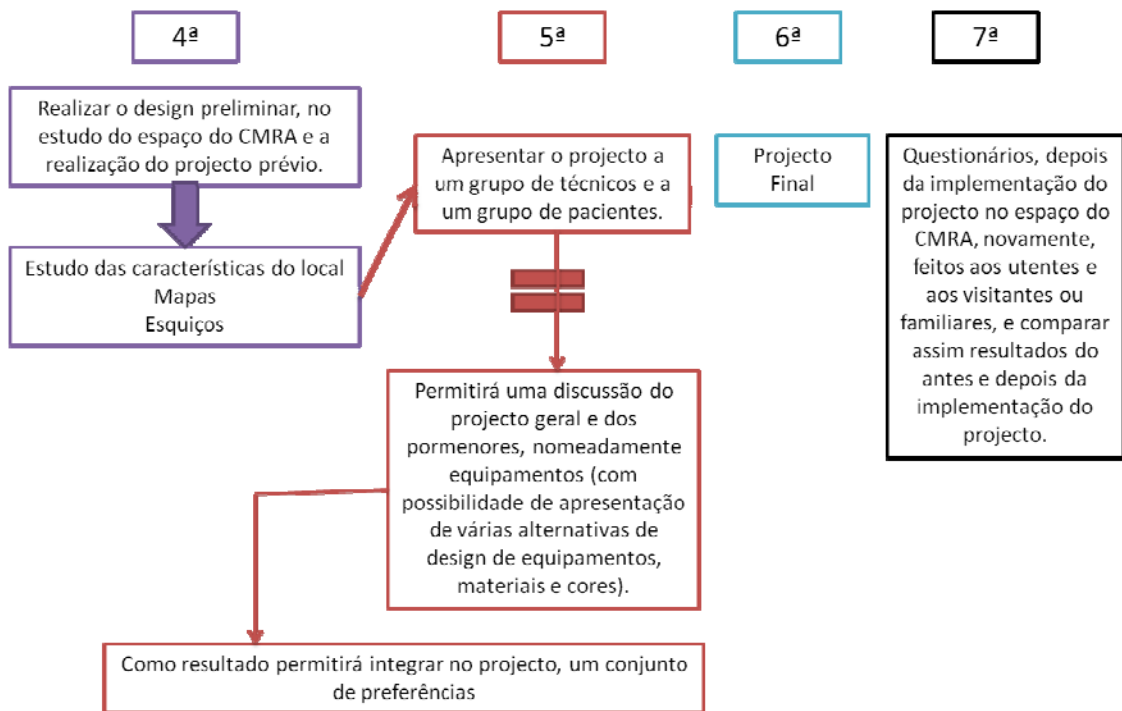 4ª
5ª
6ª
7ª
Realizar o design preliminar, no
estudo do espaço do CMRA e a
realização do projecto prévio.
Estudo das características do local
Mapas
Esquiços
Apresentar o projecto a
um grupo de técnicos e a
um grupo de pacientes.
Permitirá uma discussão do
projecto geral e dos
pormenores, nomeadamente
equipamentos (com
possibilidade de apresentação
de várias alternativas de
design de equipamentos,
materiais e cores).
Como resultado permitirá integrar no projecto, um conjunto
de preferências
Projecto
Final
Questionários, depois
da implementação do
projecto no espaço do
CMRA, novamente,
feitos aos utentes e
aos visitantes ou
familiares, e comparar
assim resultados do
antes e depois da
implementação do
projecto.